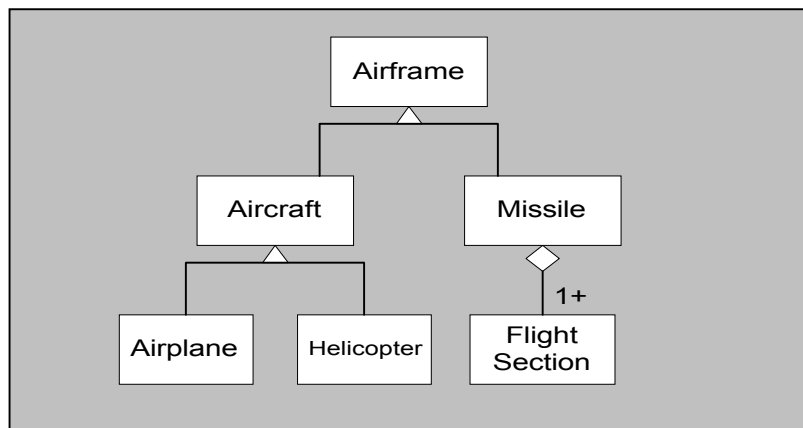 Airframe
Aircraft
Missile
1+
Airplane
Helicopter
Flight
Section